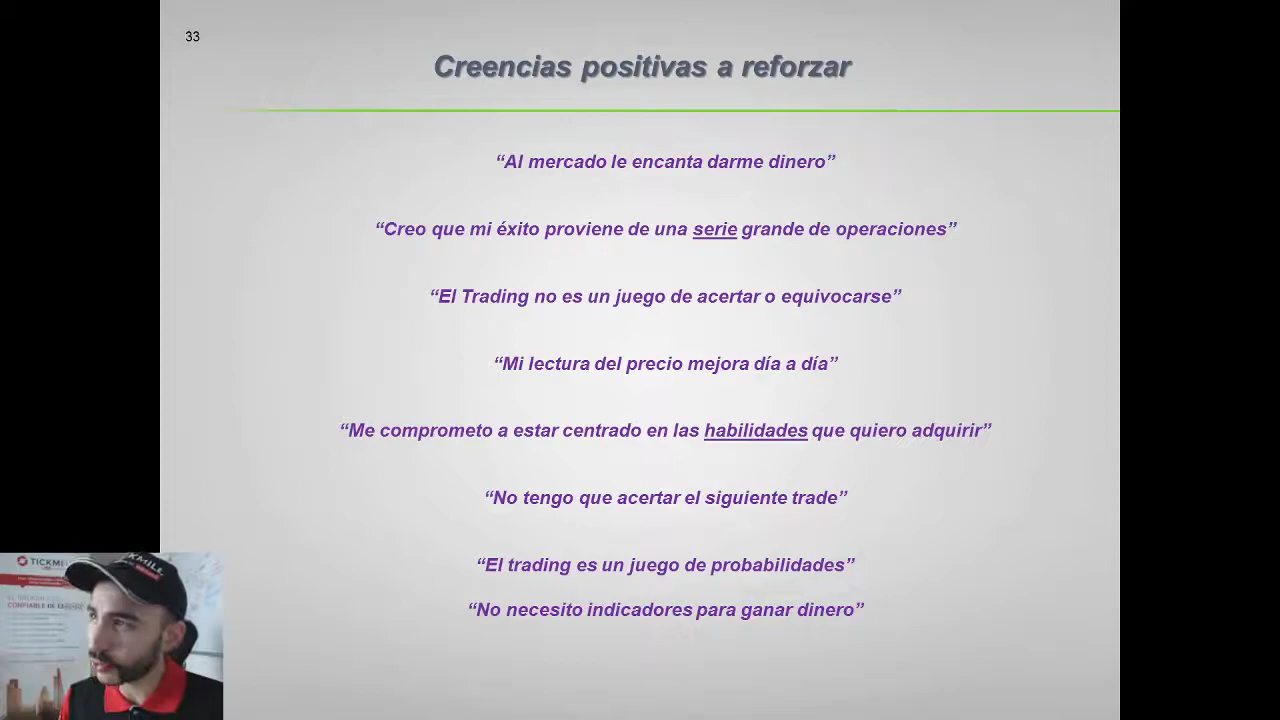 33
Creencias positivas a reforzar
“Al mercado le encanta darme dinero”
“Creo que mi éxito proviene de una serie grande de operaciones”
“El Trading no es un juego de acertar o equivocarse”
“Mi lectura del precio mejora día a día”
“Me comprometo a estar centrado en las habilidades que quiero adquirir”
“No tengo que acertar el siguiente trade”
“El trading es un juego de probabilidades”
“No necesito indicadores para ganar dinero”
TICKMILL
CONFIABLE DE